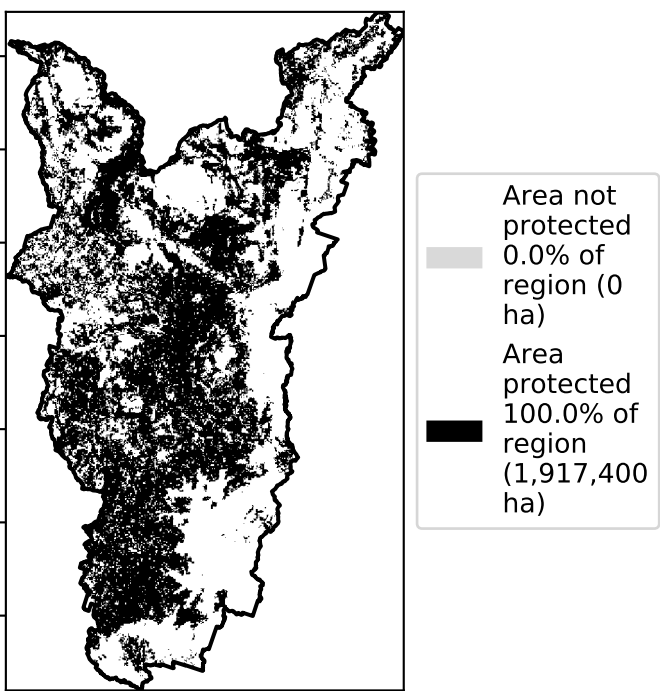 Area not
protected
0.0% of
region (0
ha)
Area
protected
100.0% of
region
(1,917,400
ha)